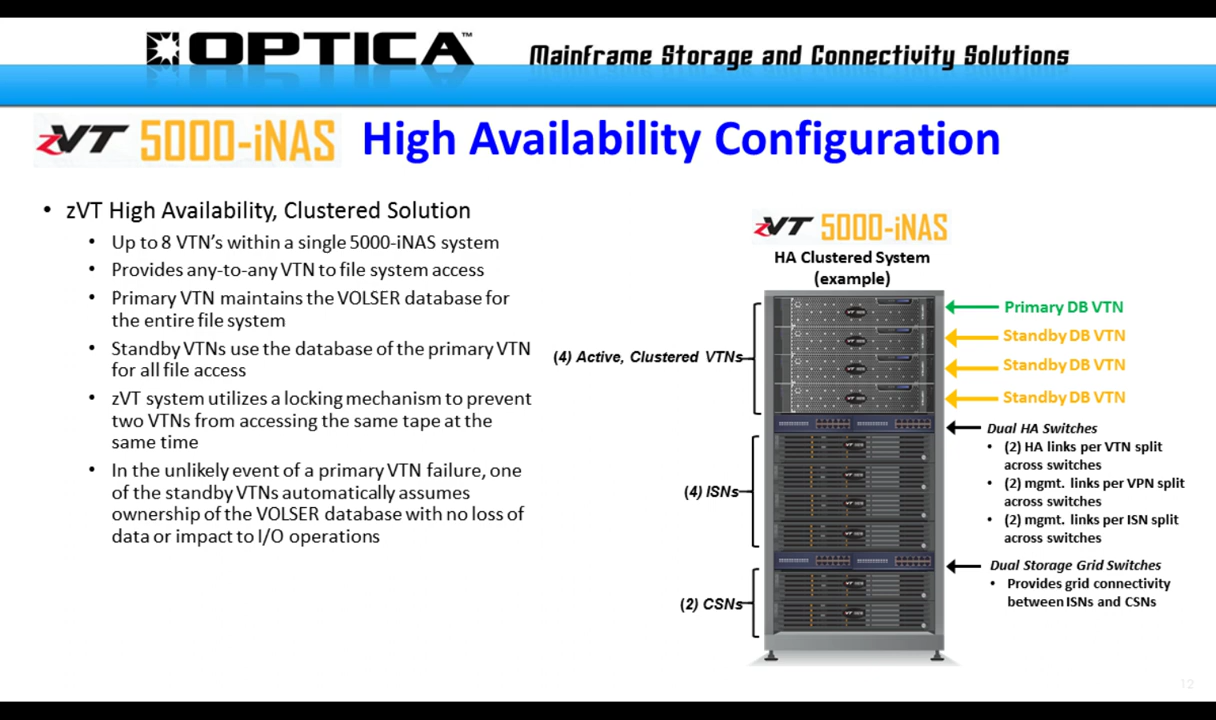 OPTICA™ Mainframe Storage and Connectivity Solutions
zVT 5000-iNAS High Availability Configuration
• zVT High Availability, Clustered Solution
• Up to 8 VTN’s within a single 5000-iNAS system
• Provides any-to-any VTN to file system access
• Primary VTN maintains the VOLSER database for
the entire file system
• Standby VTNs use the database of the primary VTN
for all file access
• zVT system utilizes a locking mechanism to prevent
two VTNs from accessing the same tape at the
same time
• In the unlikely event of a primary VTN failure, one
of the standby VTNs automatically assumes
ownership of the VOLSER database with no loss of
data or impact to I/O operations
zVT 5000-iNAS
HA Clustered System
(example)
(4) Active, Clustered VTNs
(4) ISNs
(2) CSNs
Primary DB VTN
Standby DB VTN
Standby DB VTN
Standby DB VTN
Dual HA Switches
• (2) HA links per VTN split
across switches
• (2) mgmt. links per VPN split
across switches
• (2) mgmt. links per ISN split
across switches
Dual Storage Grid Switches
• Provides grid connectivity
between ISNs and CSNs
12